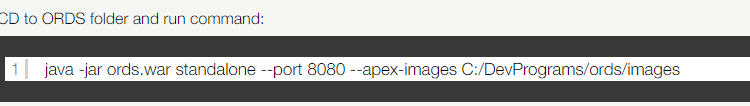 CD to ORDS folder and run command:
1 java -jar ords.war standalone --port 8080 --apex-images C:/DevPrograms/ords/images